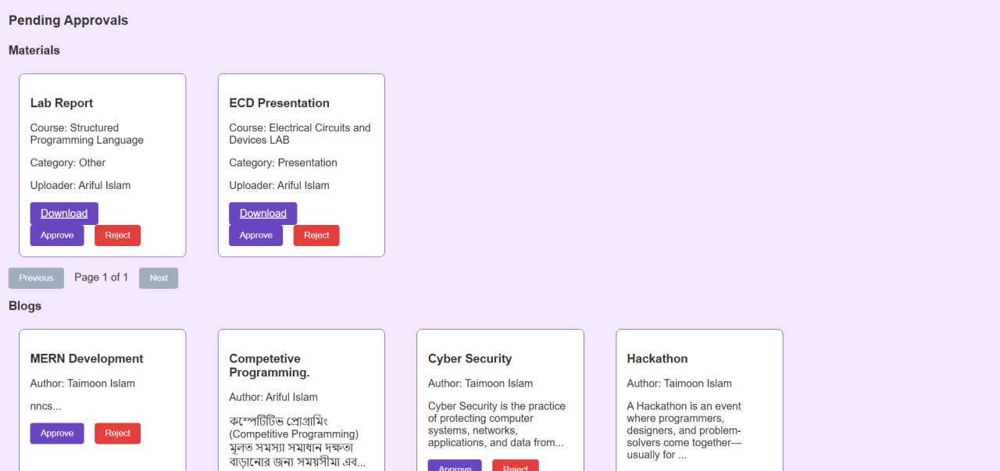 Pending Approvals
Materials
Lab Report
Course: Structured
Programming Language
Category: Other
Uploader: Ariful Islam
Download
Approve Reject
ECD Presentation
Course: Electrical Circuits and
Devices LAB
Category: Presentation
Uploader: Ariful Islam
Download
Approve Reject
Previous Page 1 of 1 Next
Blogs
MERN Development
Author: Taimoon Islam
nncs...
Approve Reject
Competetive
Programming.
Author: Ariful Islam
কম্পেটিটিভ প্রোগ্রামিং
(Competitive Programming)
মূলত সমস্যা সমাধান দক্ষতা
বাড়ানোর জন্য সময়সীমা এব...
Cyber Security
Author: Taimoon Islam
Cyber Security is the practice
of protecting computer
systems, networks,
applications, and data from...
Approve Reject
Hackathon
Author: Taimoon Islam
A Hackathon is an event
where programmers,
designers, and problem-
solvers come together—
usually for ...